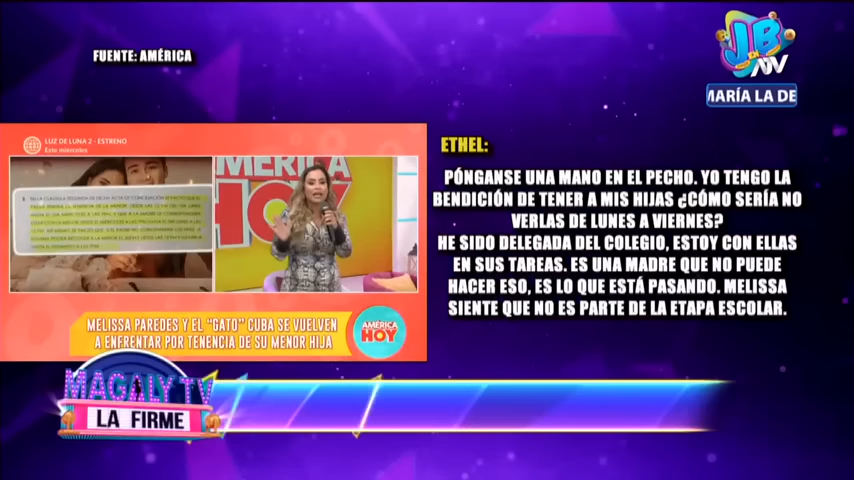 FUENTE: AMÉRICA
JB
ATV
MARÍA LA DE
LUZ DE LUNA 2 - ESTRENO
Este miércoles
AMÉRICA
HOY
MELISSA PAREDES Y EL "GATO" CUBA SE VUELVEN
A ENFRENTAR POR TENENCIA DE SU MENOR HIJA
AMÉRICA
HOY
ETHEL:
PÓNGANSE UNA MANO EN EL PECHO. YO TENGO LA
BENDICIÓN DE TENER A MIS HIJAS ¿CÓMO SERÍA NO
VERLAS DE LUNES A VIERNES?
HE SIDO DELEGADA DEL COLEGIO, ESTOY CON ELLAS
EN SUS TAREAS. ES UNA MADRE QUE NO PUEDE
HACER ESO, ES LO QUE ESTÁ PASANDO. MELISSA
SIENTE QUE NO ES PARTE DE LA ETAPA ESCOLAR.
MAGALY TV
LA FIRME